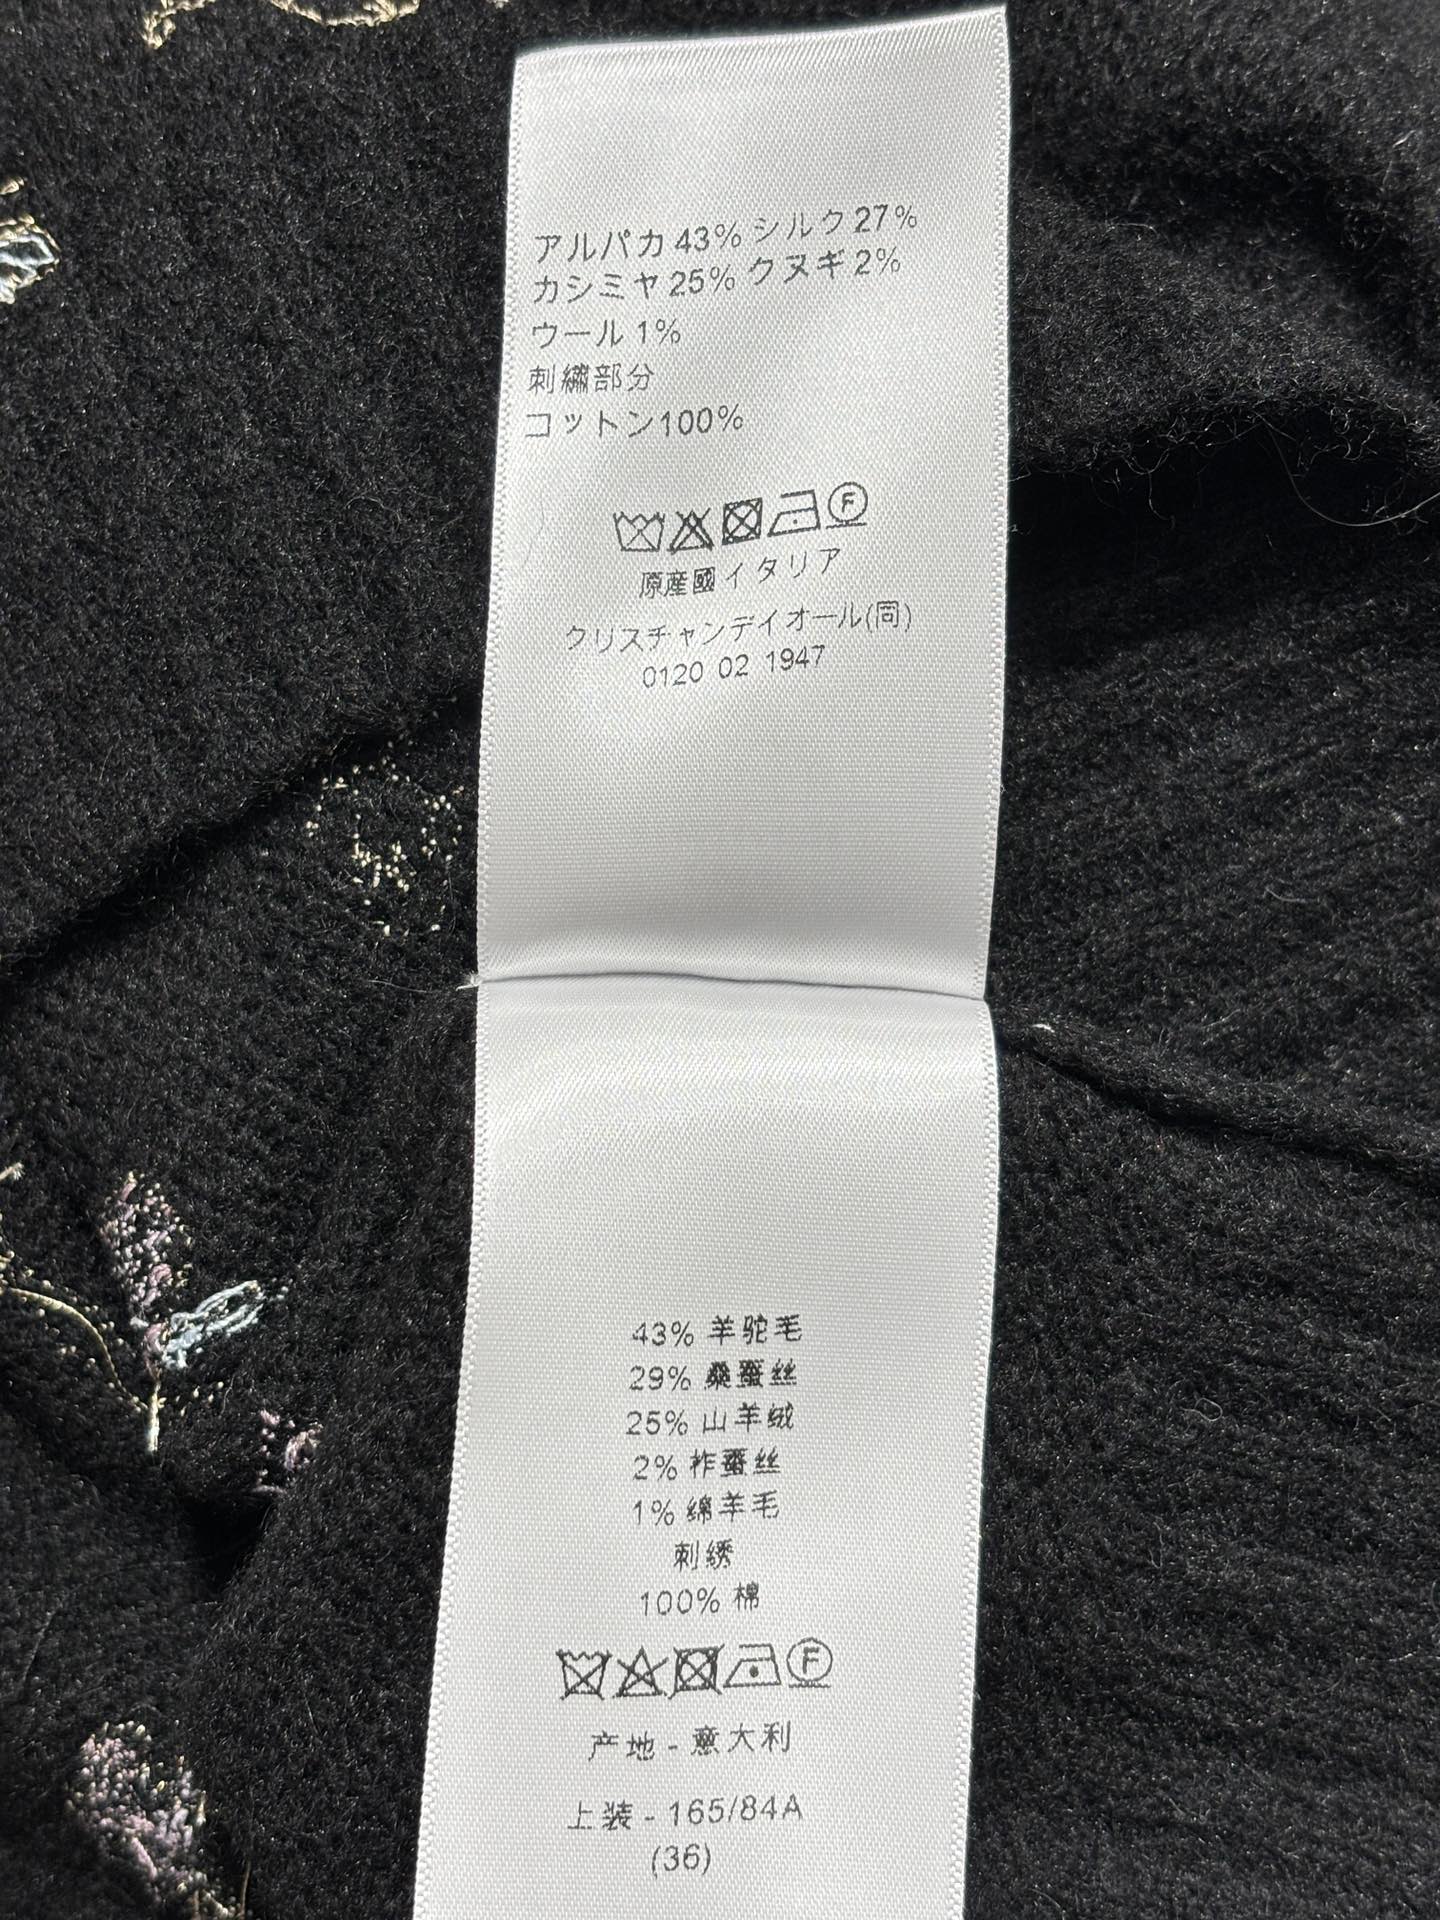 アルパカ 43% シルク 27%
カシミヤ 25% クヌギ 2%
ウール 1%
刺繍部分
コットン100%
F
原産國イタリア
クリスチャンデイオール(同)
0120 02 1947
43% 羊驼毛
29% 桑蚕丝
25% 山羊绒
2% 柞蚕丝
1% 绵羊毛
刺绣
100% 棉
F
产地 - 意大利
上装 - 165/84A
(36)